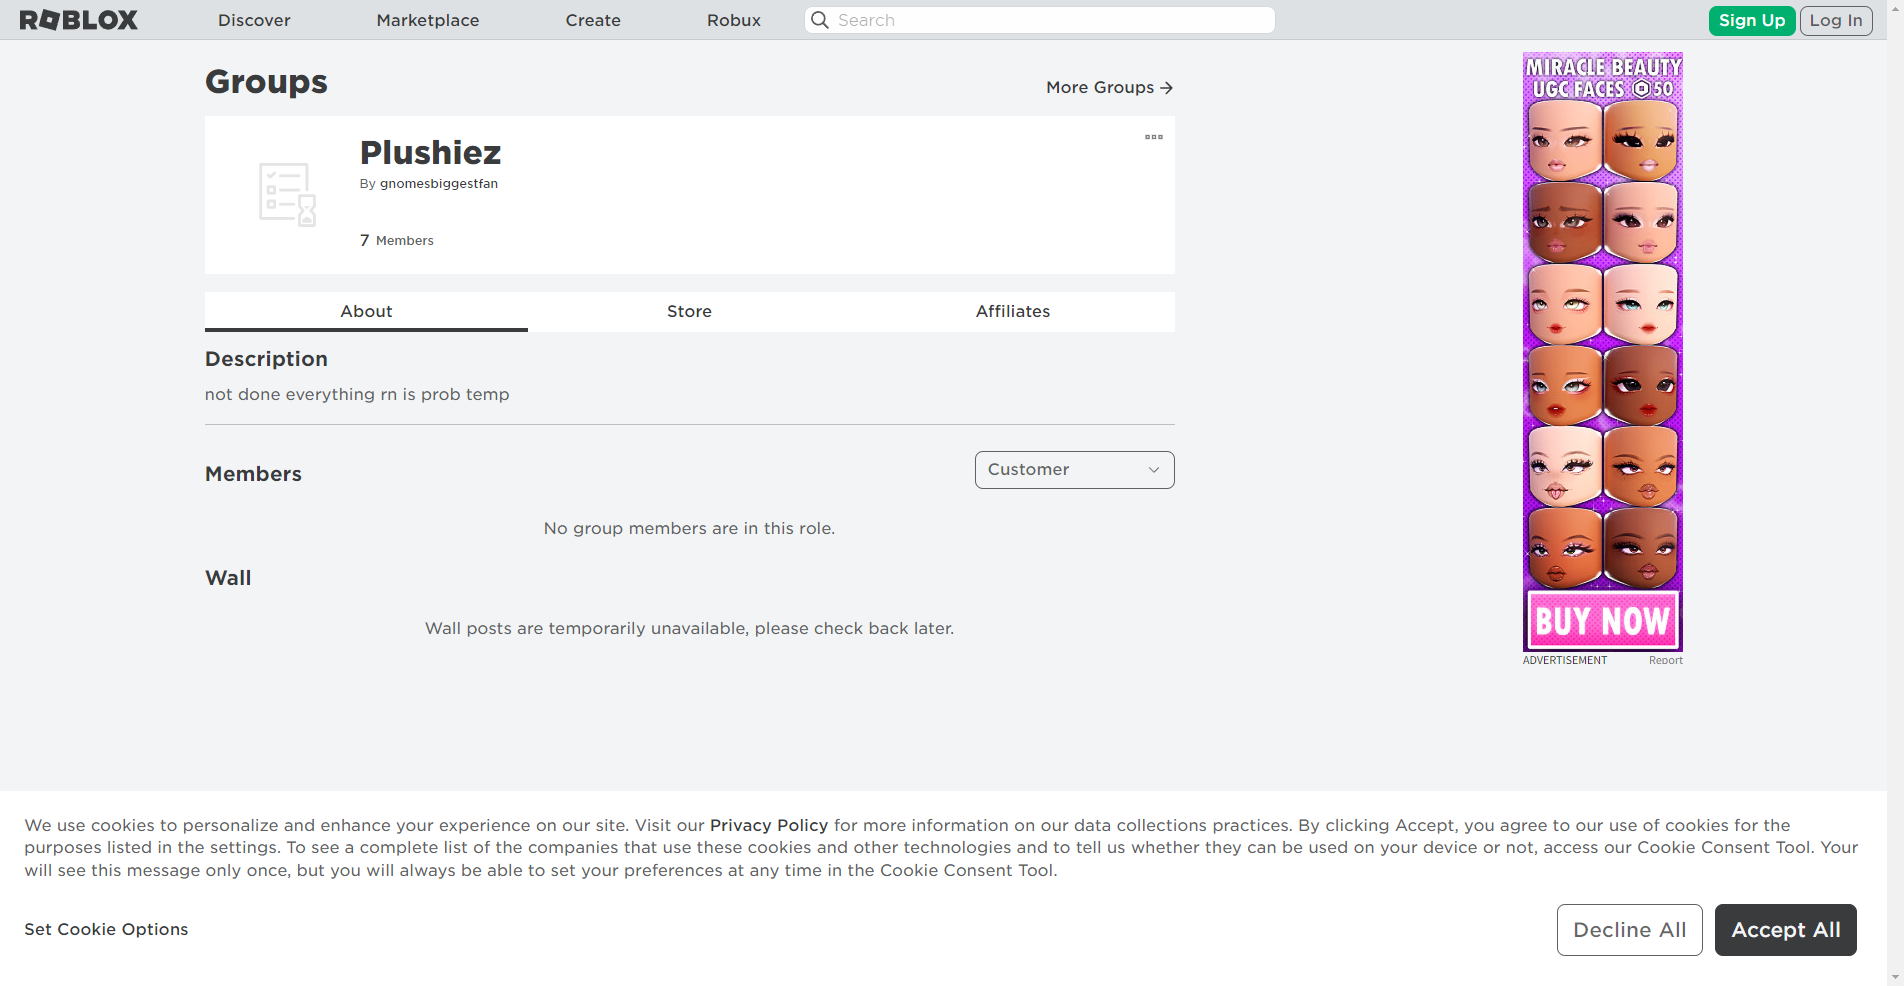 ROBLOX
Discover
Marketplace
Create
Robux
Search
Sign Up
Log In
Groups
More Groups
Plushiez
By gnomesbiggestfan
7 Members
About
Store
Affiliates
Description
not done everything rn is prob temp
Members
Customer
No group members are in this role.
Wall
Wall posts are temporarily unavailable, please check back later.
MIRACLE BEAUTY
UGC FACES 50
BUY NOW
ADVERTISEMENT
Report
We use cookies to personalize and enhance your experience on our site. Visit our Privacy Policy for more information on our data collections practices. By clicking Accept, you agree to our use of cookies for the
purposes listed in the settings. To see a complete list of the companies that use these cookies and other technologies and to tell us whether they can be used on your device or not, access our Cookie Consent Tool. Your
will see this message only once, but you will always be able to set your preferences at any time in the Cookie Consent Tool.
Set Cookie Options
Decline All
Accept All